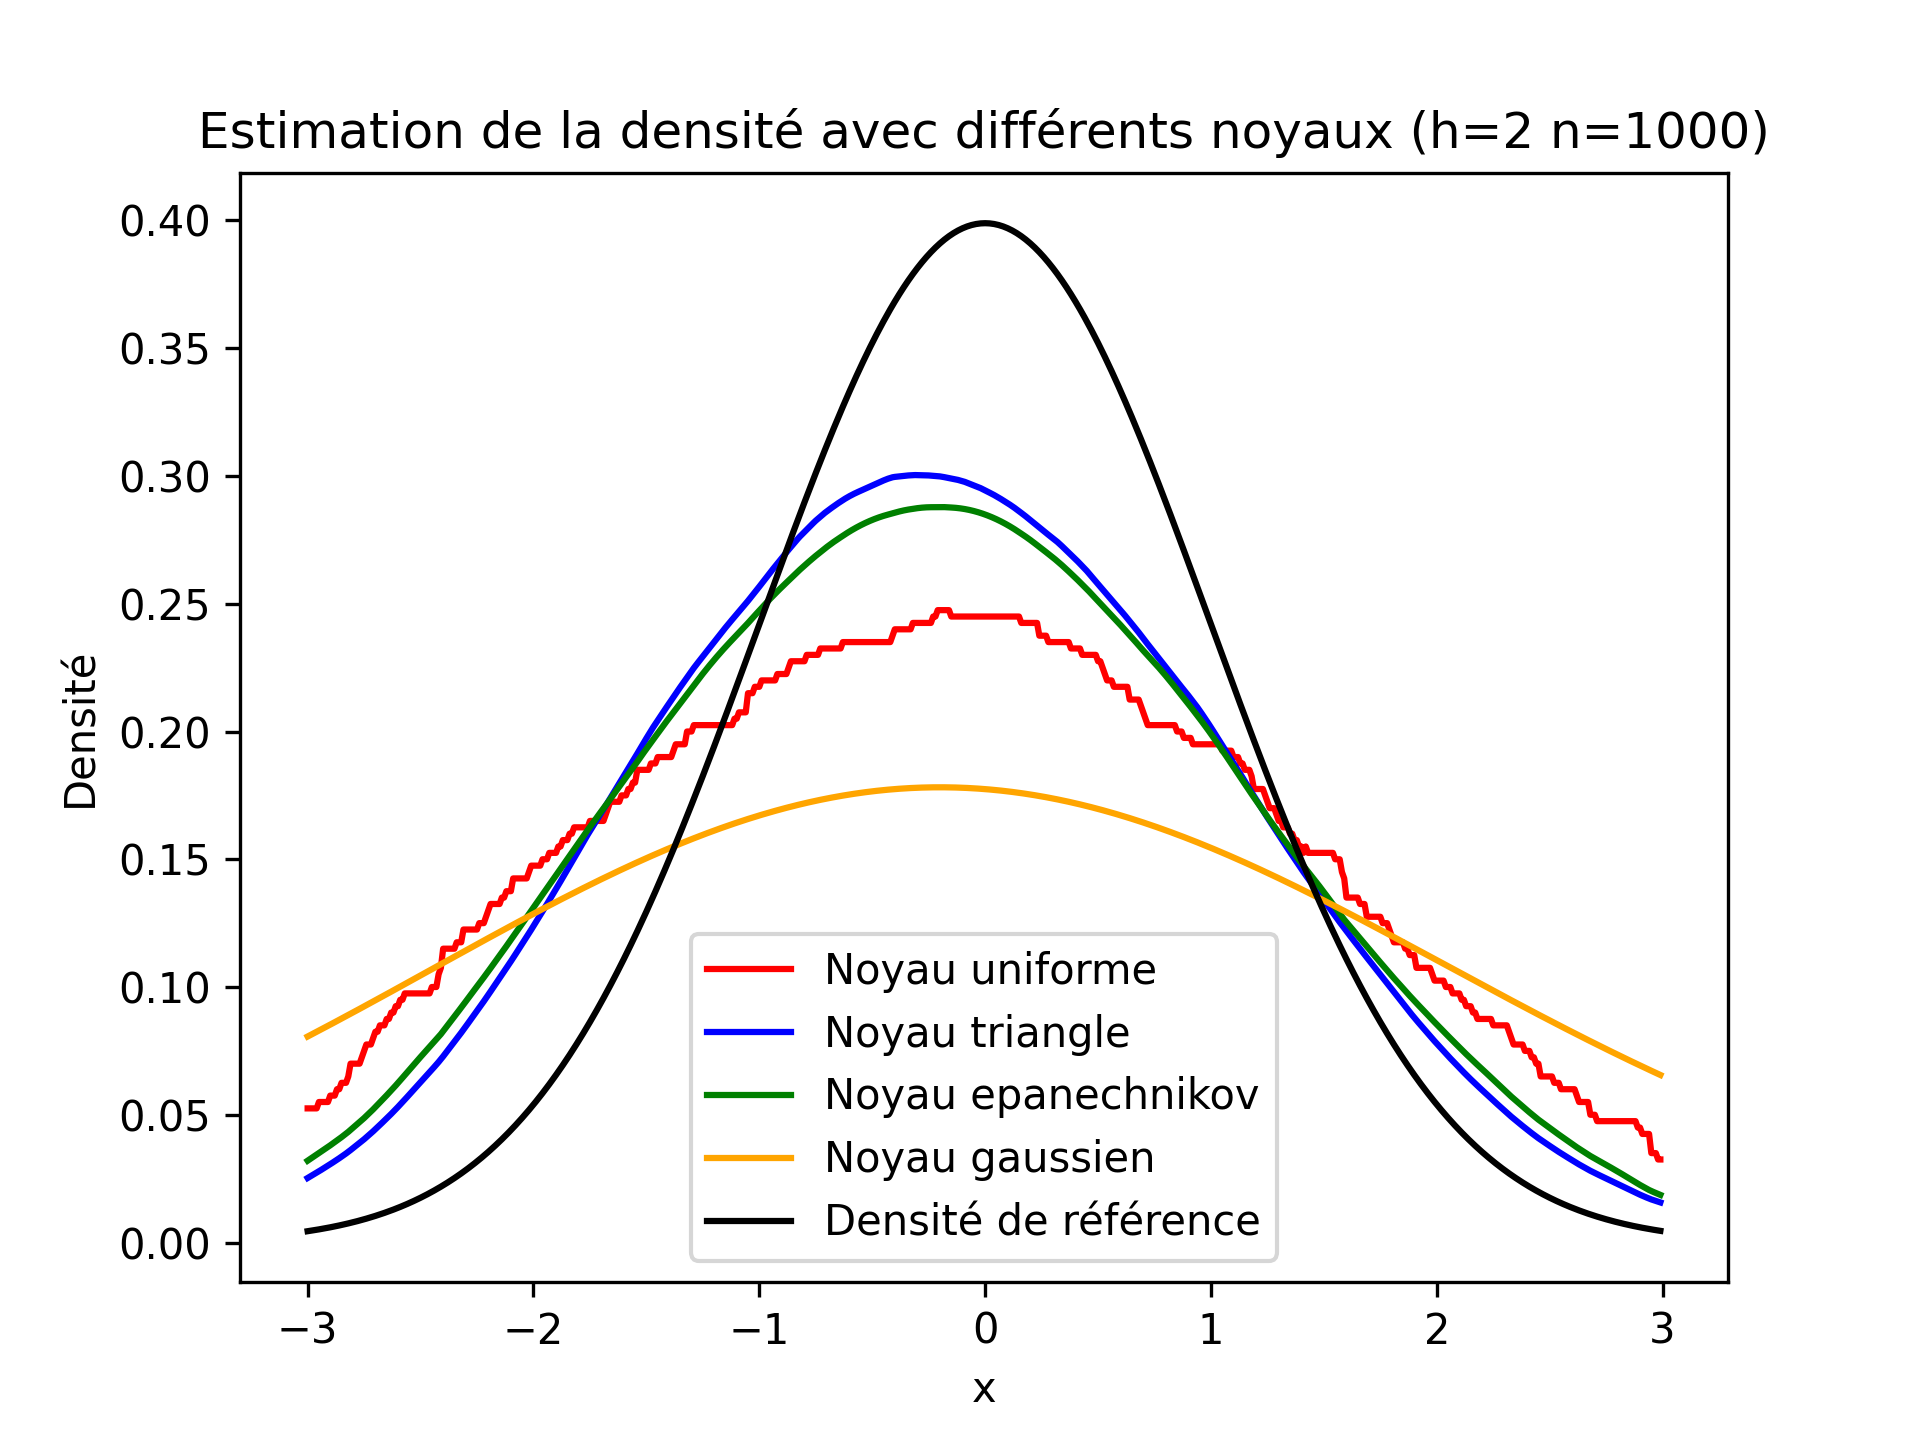 Estimation de la densité avec différents noyaux (h=2 n=1000)
0.40
0.35
0.30
0.25
0.20
0.15
0.10
0.05
0.00
Densité
Noyau uniforme
Noyau triangle
Noyau epanechnikov
Noyau gaussien
Densité de référence
−3 −2 −1 0 1 2 3
x